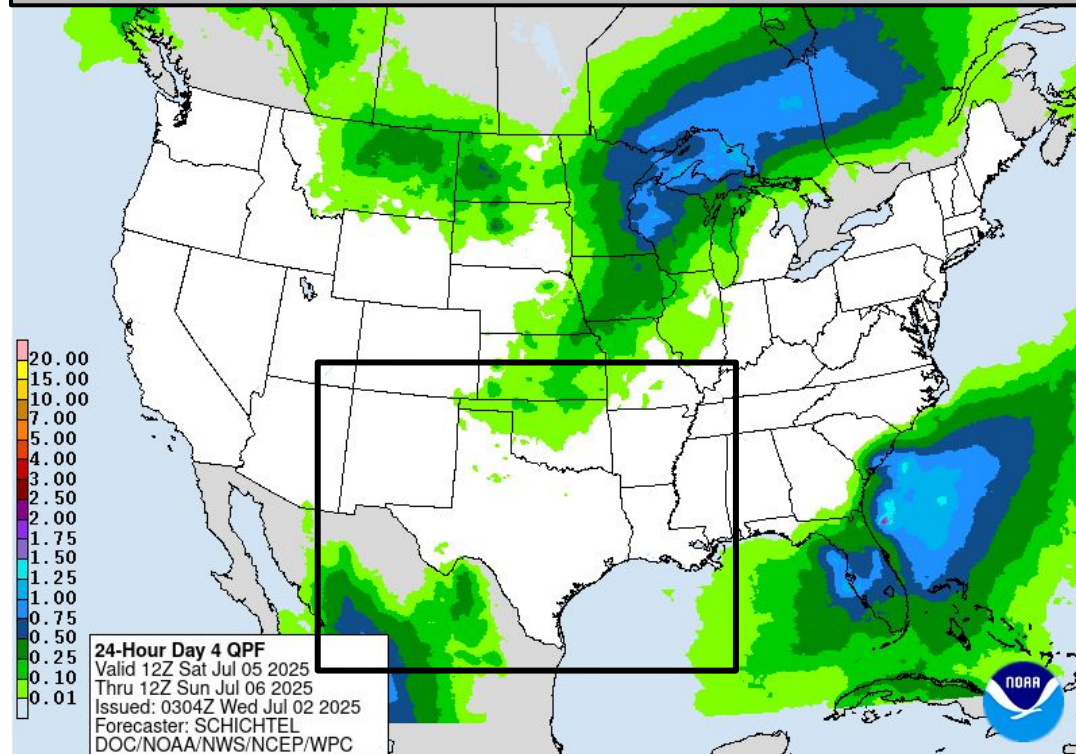 20.00
15.00
10.00
7.00
5.00
4.00
3.00
2.50
2.00
1.75
1.50
1.25
1.00
0.75
0.50
0.25
0.10
0.01
24-Hour Day 4 QPF
Valid 12Z Sat Jul 05 2025
Thru 12Z Sun Jul 06 2025
Issued: 0304Z Wed Jul 02 2025
Forecaster: SCHICHTEL
DOC/NOAA/NWS/NCEP/WPC
NOAA